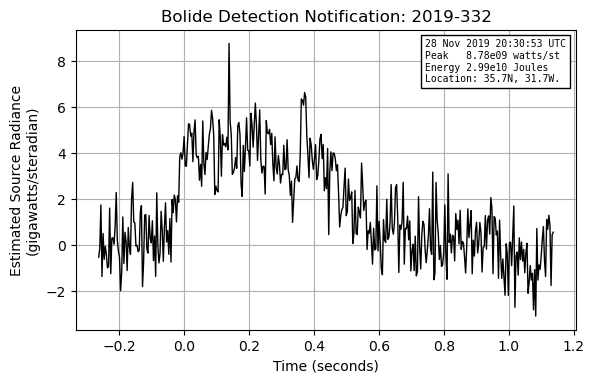 Bolide Detection Notification: 2019-332
28 Nov 2019 20:30:53 UTC
Peak   8.78e09 watts/st
Energy 2.99e10 Joules
Location: 35.7N, 31.7W.
Estimated Source Radiance
(gigawatts/steradian)
8
6
4
2
0
−2
−0.2 0.0 0.2 0.4 0.6 0.8 1.0 1.2
Time (seconds)